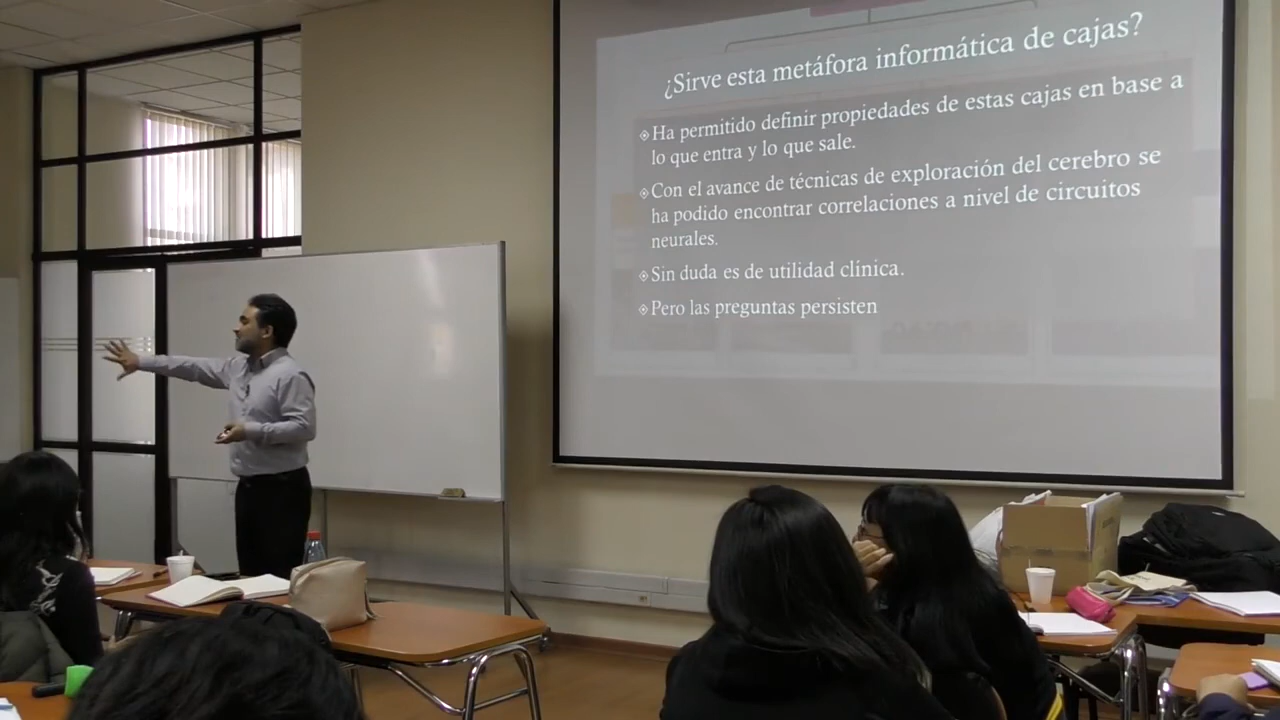 ¿Sirve esta metáfora informática de cajas?
Ha permitido definir propiedades de estas cajas en base a
lo que entra y lo que sale.
Con el avance de técnicas de exploración del cerebro se
ha podido encontrar correlaciones a nivel de circuitos
neurales.
Sin duda es de utilidad clínica.
Pero las preguntas persisten